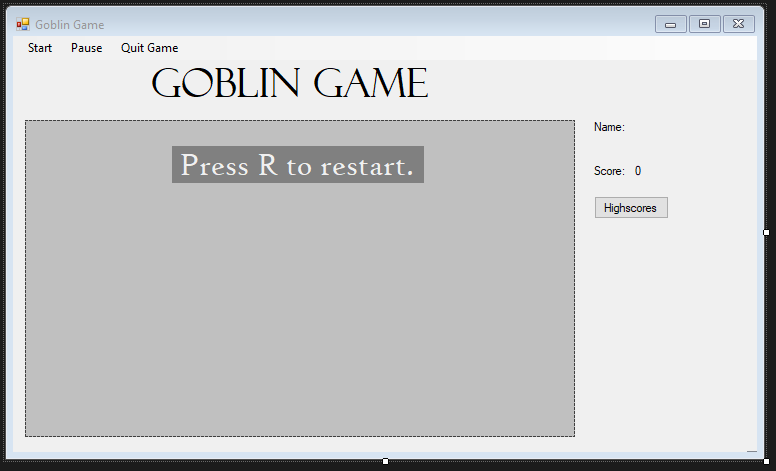 Goblin Game
Start Pause Quit Game
GOBLIN GAME
Name:
Press R to restart.
Score: 0
Highscores